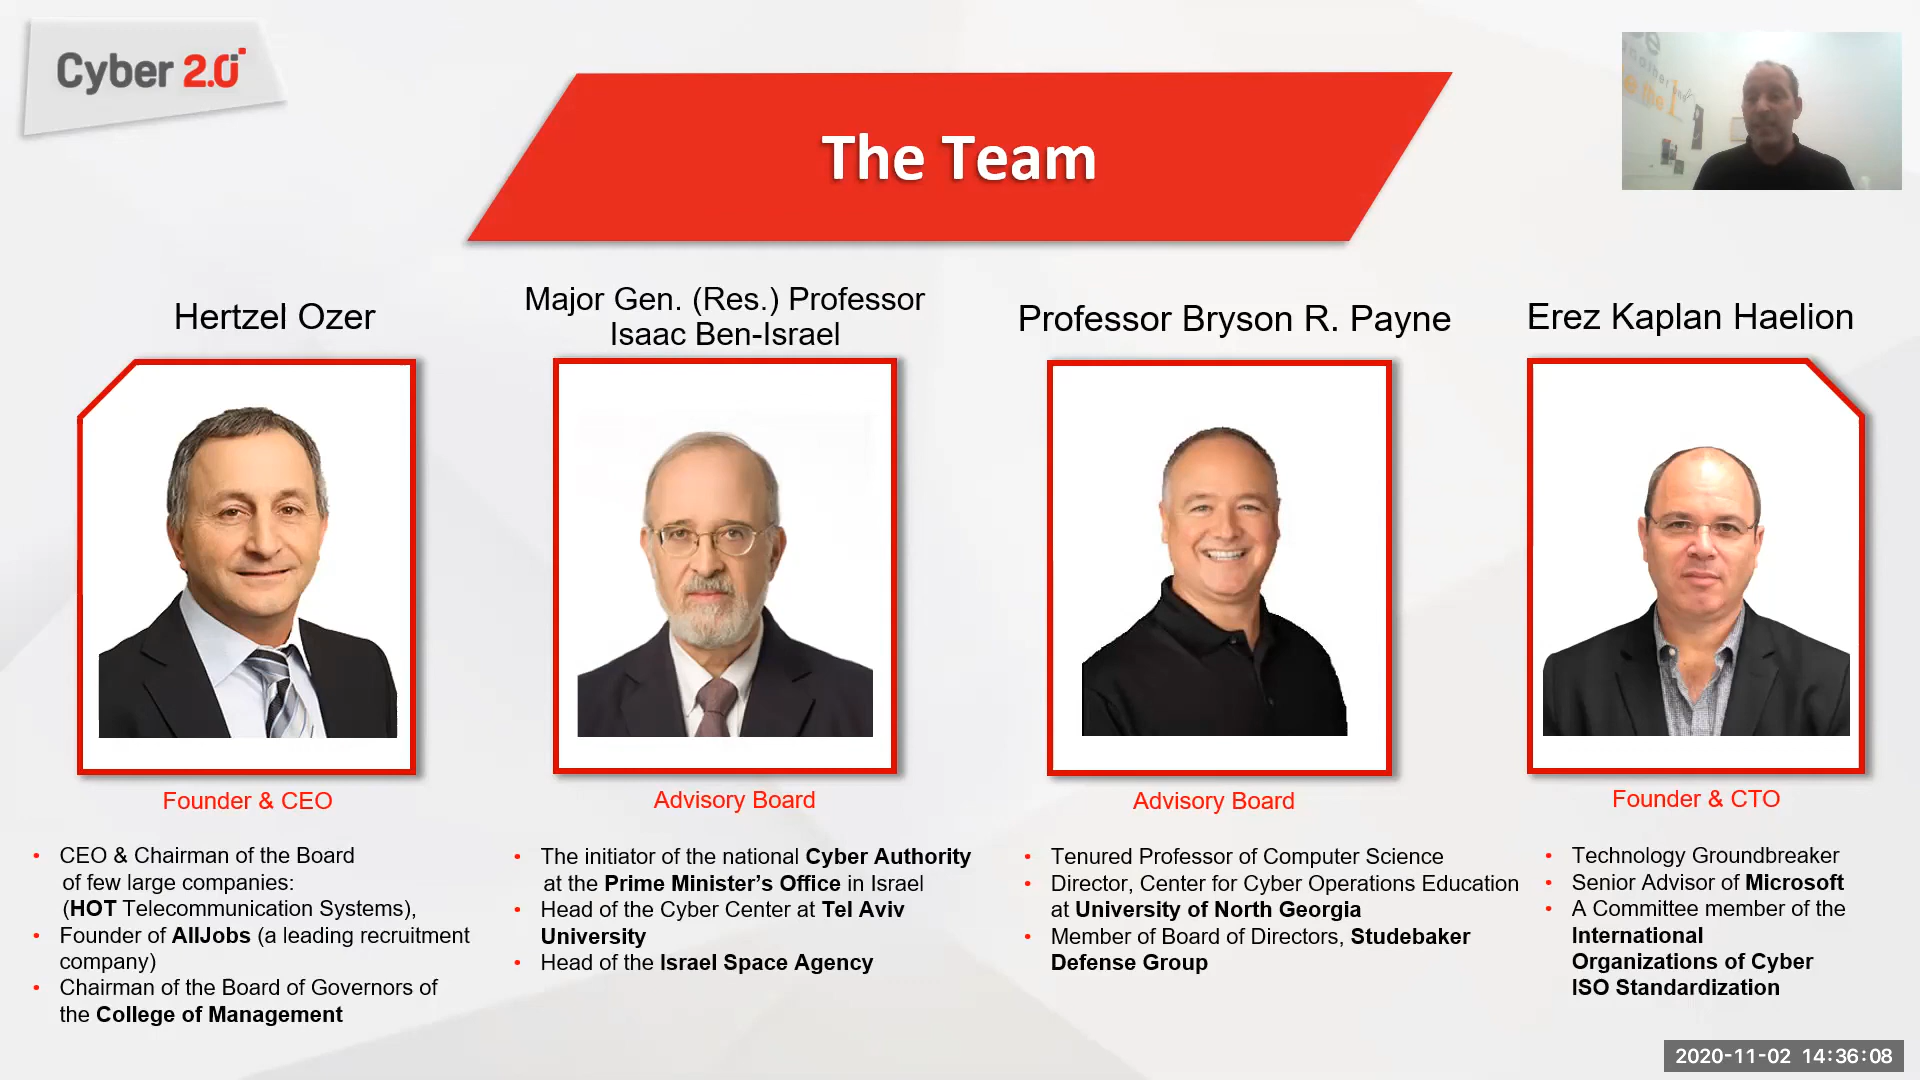 Cyber 2.0
The Team
Hertzel Ozer
Founder & CEO
• CEO & Chairman of the Board
of few large companies:
(HOT Telecommunication Systems),
• Founder of AllJobs (a leading recruitment
company)
• Chairman of the Board of Governors of
the College of Management
Major Gen. (Res.) Professor
Isaac Ben-Israel
Advisory Board
• The initiator of the national Cyber Authority
at the Prime Minister’s Office in Israel
• Head of the Cyber Center at Tel Aviv
University
• Head of the Israel Space Agency
Professor Bryson R. Payne
Advisory Board
• Tenured Professor of Computer Science
• Director, Center for Cyber Operations Education
at University of North Georgia
• Member of Board of Directors, Studebaker
Defense Group
Erez Kaplan Haelion
Founder & CTO
• Technology Groundbreaker
• Senior Advisor of Microsoft
• A Committee member of the
International
Organizations of Cyber
ISO Standardization
2020-11-02 14:36:08